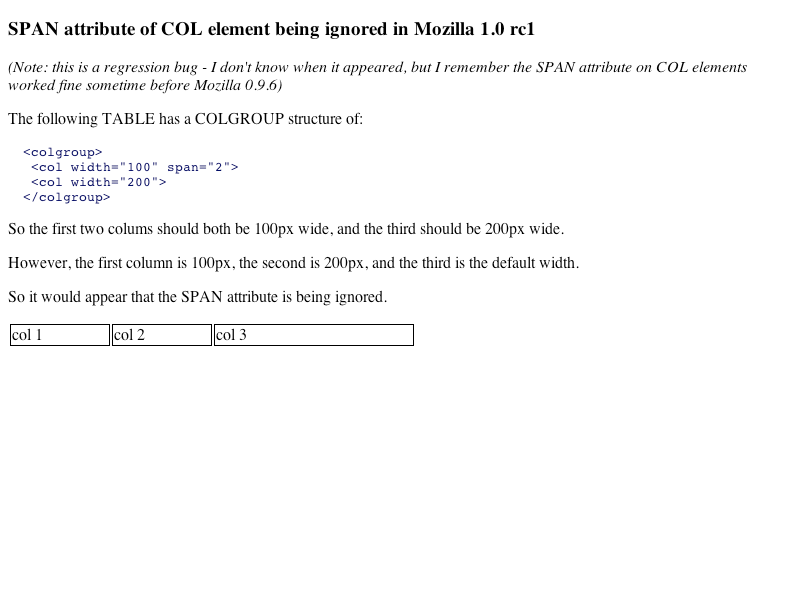 SPAN attribute of COL element being ignored in Mozilla 1.0 rc1
(Note: this is a regression bug - I don't know when it appeared, but I remember the SPAN attribute on COL elements
worked fine sometime before Mozilla 0.9.6)
The following TABLE has a COLGROUP structure of:
<colgroup>
<col width="100" span="2">
<col width="200">
</colgroup>
So the first two colums should both be 100px wide, and the third should be 200px wide.
However, the first column is 100px, the second is 200px, and the third is the default width.
So it would appear that the SPAN attribute is being ignored.
col 1 col 2 col 3